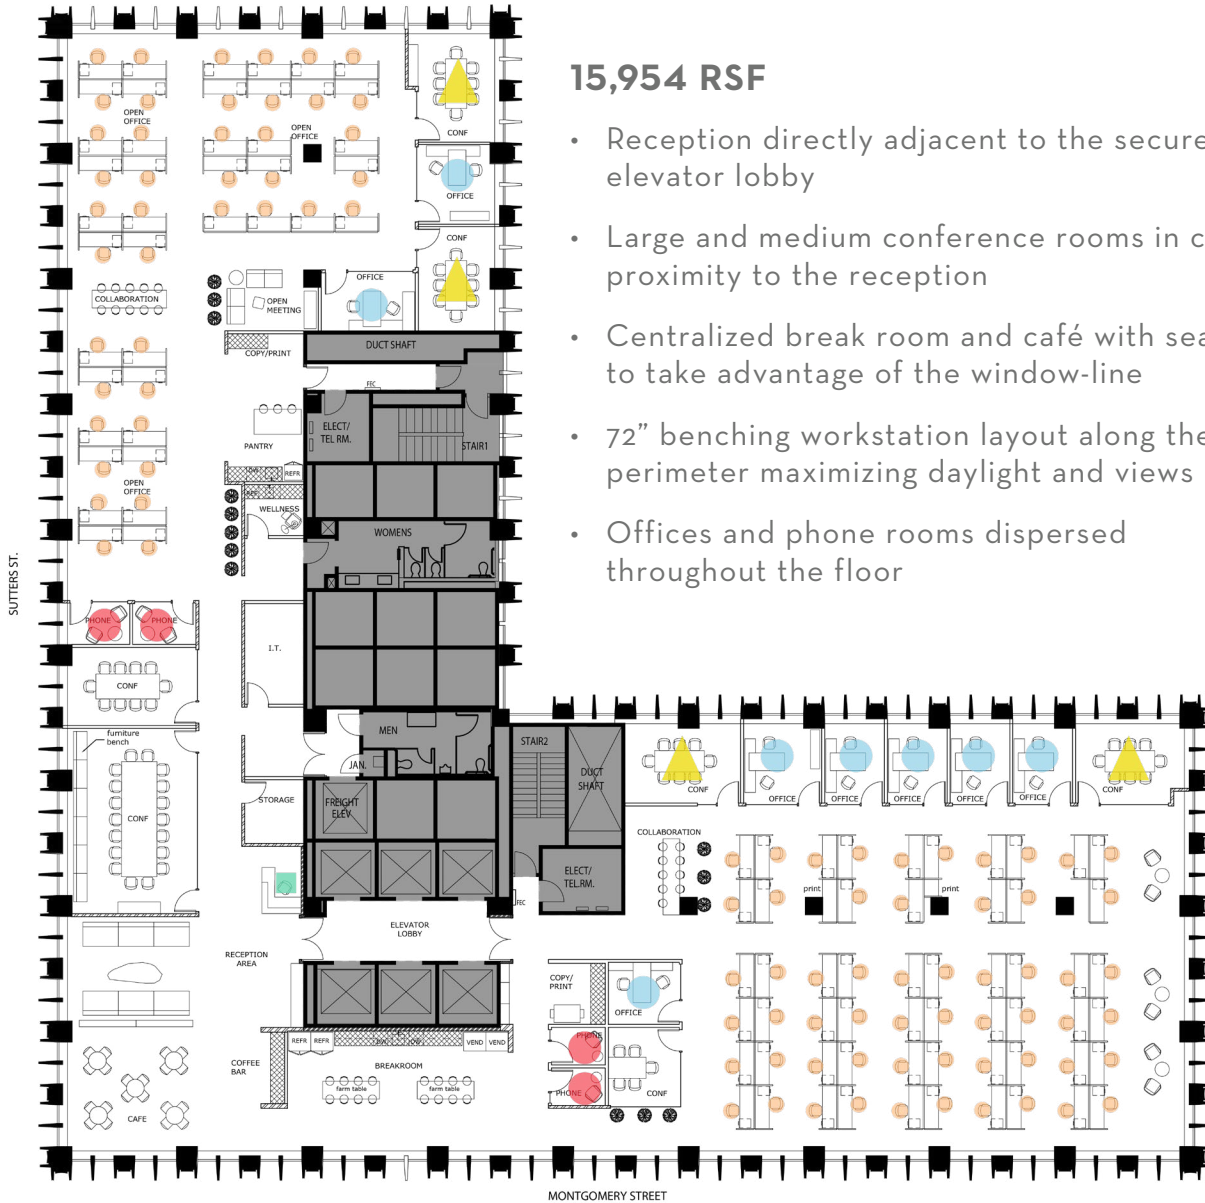 15,954 RSF
• Reception directly adjacent to the secure
elevator lobby
• Large and medium conference rooms in c
proximity to the reception
• Centralized break room and café with sea
to take advantage of the window-line
• 72” benching workstation layout along the
perimeter maximizing daylight and views
• Offices and phone rooms dispersed
throughout the floor
OPEN
OFFICE
OPEN
OFFICE
CONF
OFFICE
CONF
OFFICE
COLLABORATION
OPEN
MEETING
COPY/PRINT
DUCT SHAFT
FEC
ELECT/
TEL RM.
STAIR1
PANTRY
REFR
OPEN
OFFICE
WELLNESS
WOMENS
SUTTERS ST.
PHONE
PHONE
I.T.
CONF
furniture
bench
MEN
JAN.
STAIR2
DUCT
SHAFT
CONF
OFFICE
OFFICE
OFFICE
OFFICE
OFFICE
CONF
STORAGE
FREIGHT
ELEV
CONF
COLLABORATION
ELECT/
TEL.RM.
print
print
FEC
ELEVATOR
LOBBY
RECEPTION
AREA
COPY/
PRINT
OFFICE
REFR
REFR
VEND
VEND
PHONE
COFFEE
BAR
BREAKROOM
farm table
farm table
PHONE
CONF
CAFE
MONTGOMERY STREET